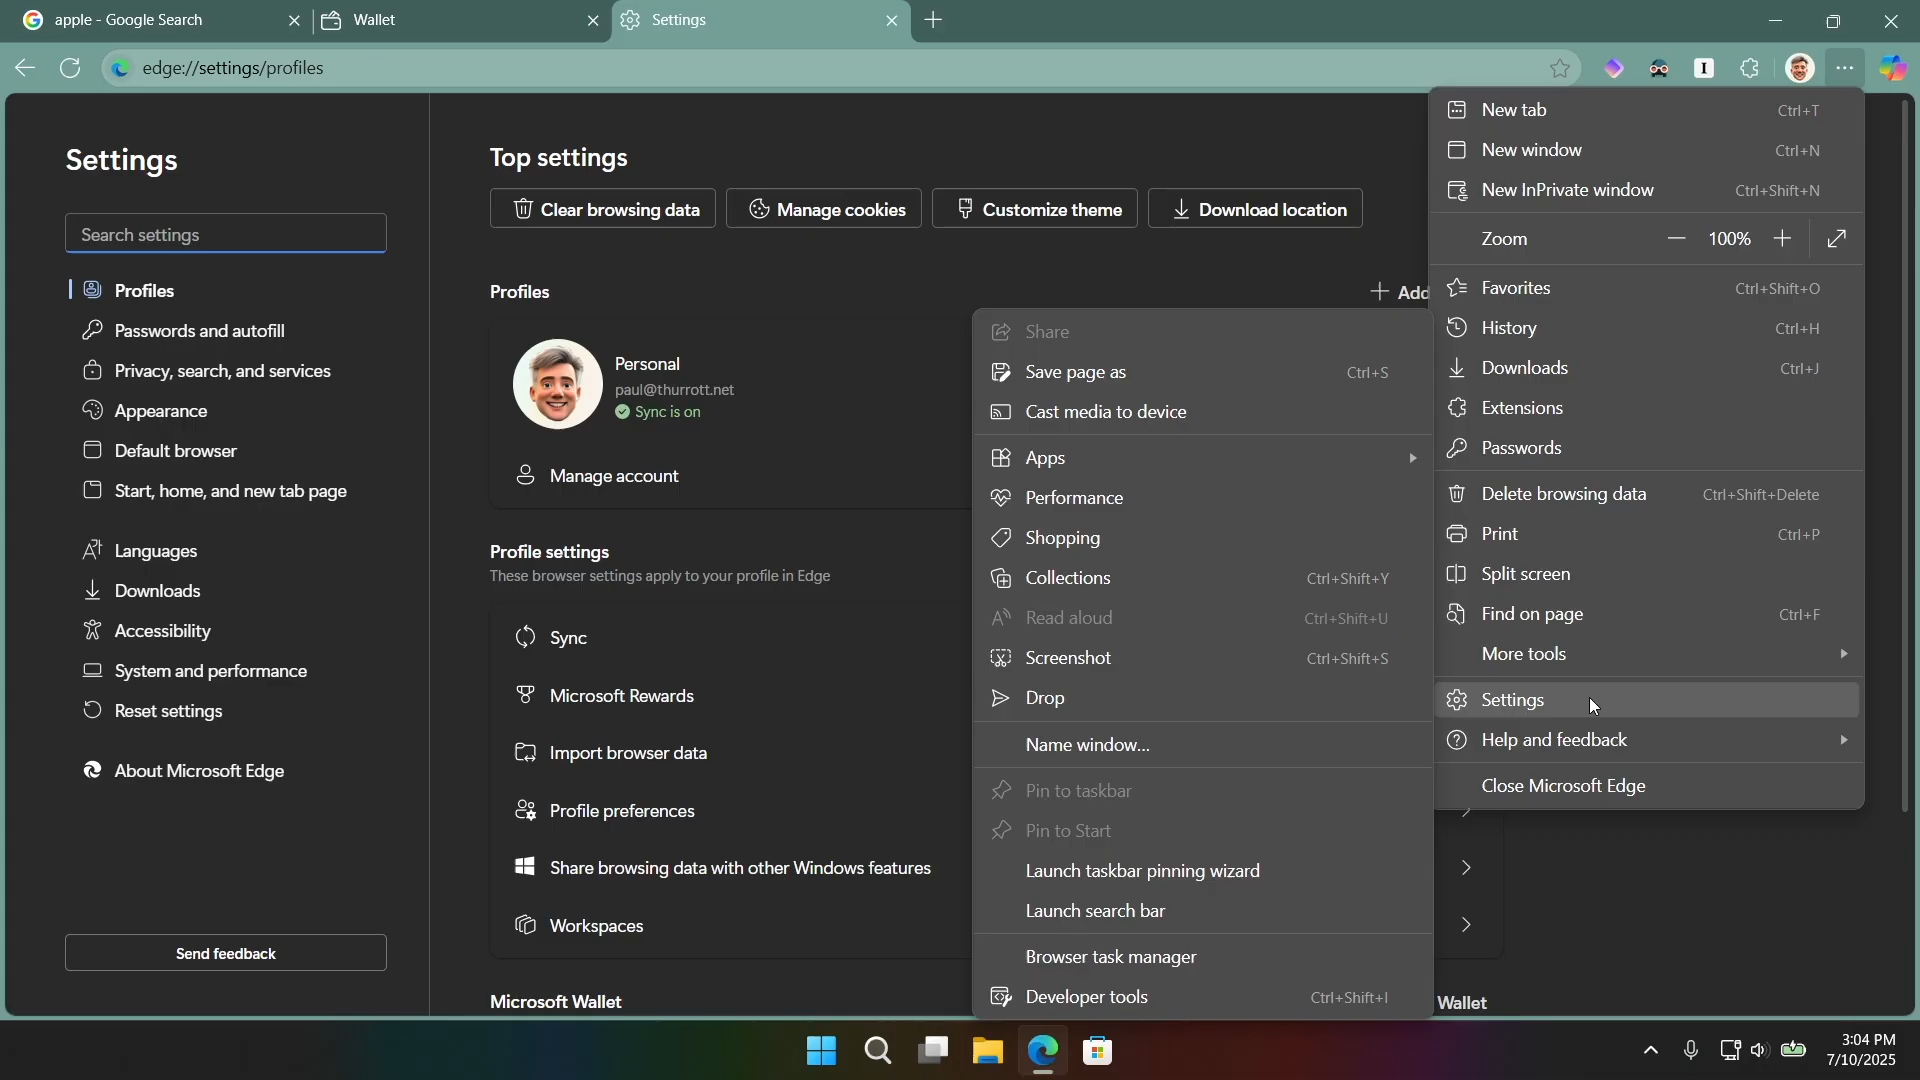 apple - Google Search
Wallet
Settings
edge://settings/profiles
Settings
Search settings
Profiles
Passwords and autofill
Privacy, search, and services
Appearance
Default browser
Start, home, and new tab page
Languages
Downloads
Accessibility
System and performance
Reset settings
About Microsoft Edge
Send feedback
Top settings
Clear browsing data
Manage cookies
Customize theme
Download location
Profiles
Add
Personal
paul@thurrott.net
Sync is on
Manage account
Profile settings
These browser settings apply to your profile in Edge
Sync
Microsoft Rewards
Import browser data
Profile preferences
Share browsing data with other Windows features
Workspaces
Microsoft Wallet
Wallet
Share
Save page as Ctrl+S
Cast media to device
Apps
Performance
Shopping
Collections Ctrl+Shift+Y
Read aloud Ctrl+Shift+U
Screenshot Ctrl+Shift+S
Drop
Name window...
Pin to taskbar
Pin to Start
Launch taskbar pinning wizard
Launch search bar
Browser task manager
Developer tools Ctrl+Shift+I
New tab Ctrl+T
New window Ctrl+N
New InPrivate window Ctrl+Shift+N
Zoom 100%
Favorites Ctrl+Shift+O
History Ctrl+H
Downloads Ctrl+J
Extensions
Passwords
Delete browsing data Ctrl+Shift+Delete
Print Ctrl+P
Split screen
Find on page Ctrl+F
More tools
Settings
Help and feedback
Close Microsoft Edge
3:04 PM
7/10/2025